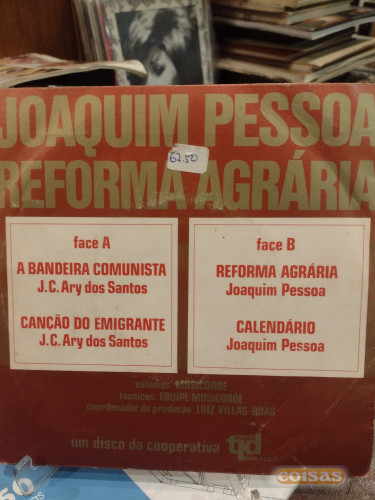 JOAQUIM PESSOA
REFORMA AGRÁRIA
62.50
face A
A BANDEIRA COMUNISTA
J.C. Ary dos Santos
CANÇÃO DO EMIGRANTE
J.C. Ary dos Santos
face B
REFORMA AGRÁRIA
Joaquim Pessoa
CALENDÁRIO
Joaquim Pessoa
estúdios: MUSICORDE
técnicos: EQUIPE MUSICORDE
coordenador de produção: LUIZ VILLAS-BOAS
um disco da cooperativa
coisas
56